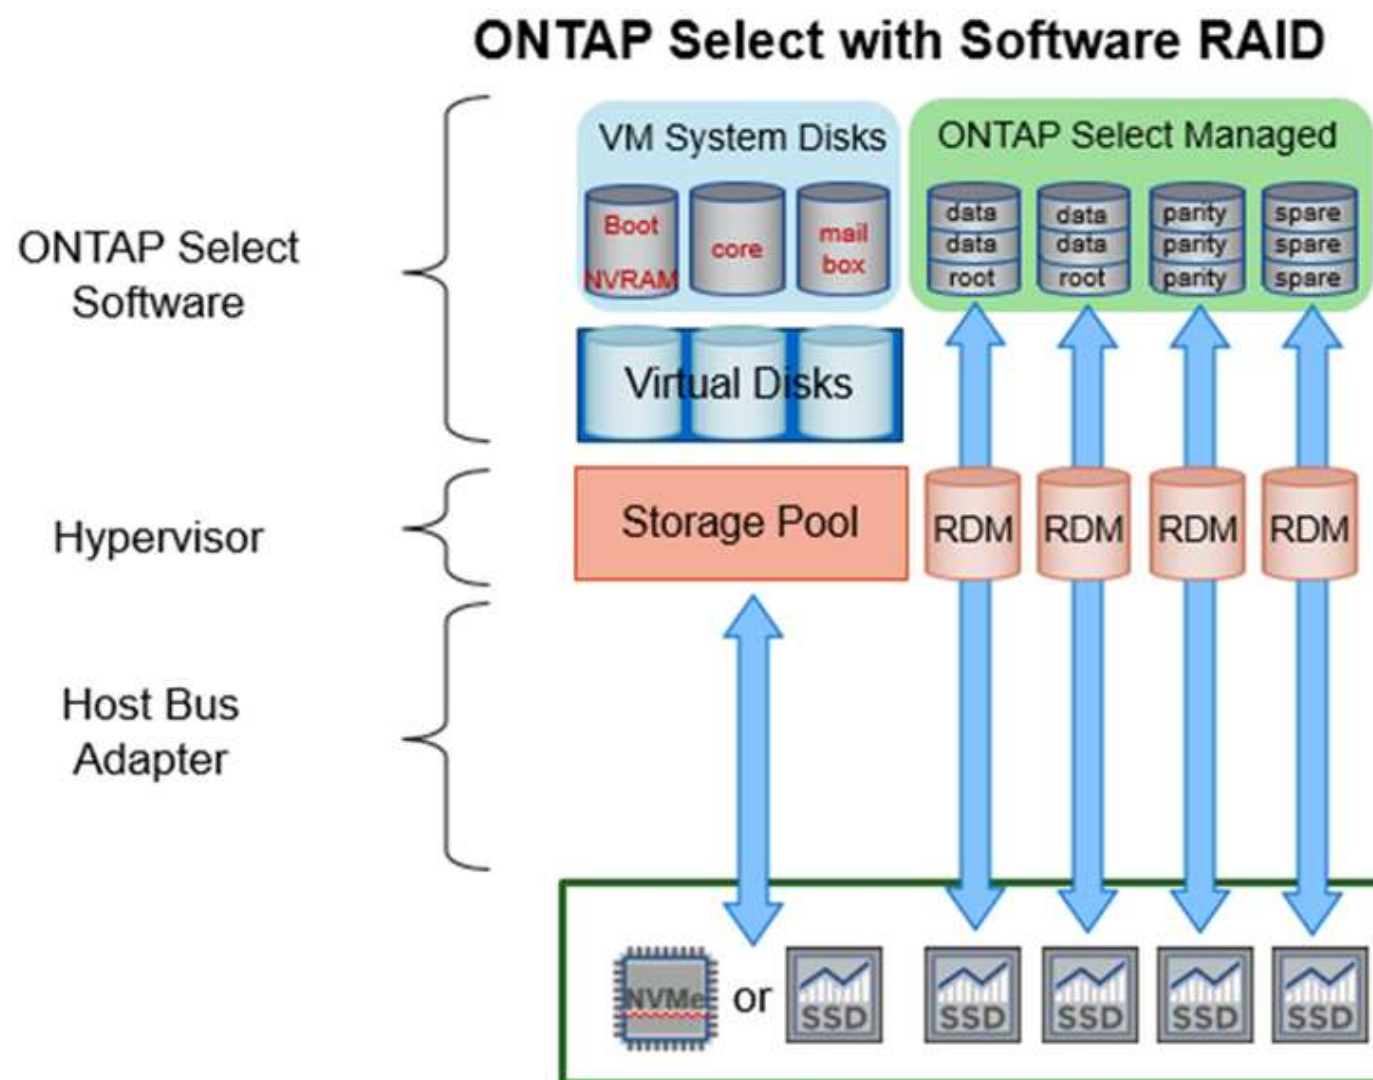 ONTAP Select with Software RAID
ONTAP Select
Software
VM System Disks
Boot
NVRAM
core
mail
box
ONTAP Select Managed
data
data
root
data
data
root
parity
parity
parity
spare
spare
spare
Virtual Disks
Hypervisor
Storage Pool
RDM
RDM
RDM
RDM
Host Bus
Adapter
NVMe
or
SSD
SSD
SSD
SSD
SSD